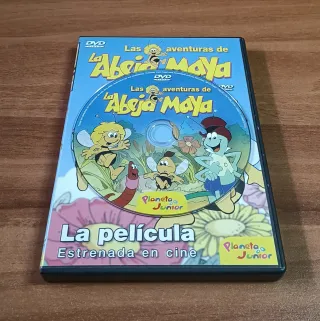 DVD
Las aventuras de
La Abeja Maya
DVD
Las aventuras de
La Abeja Maya
Planeta Junior
La película
Estrenada en cine
Planeta Junior